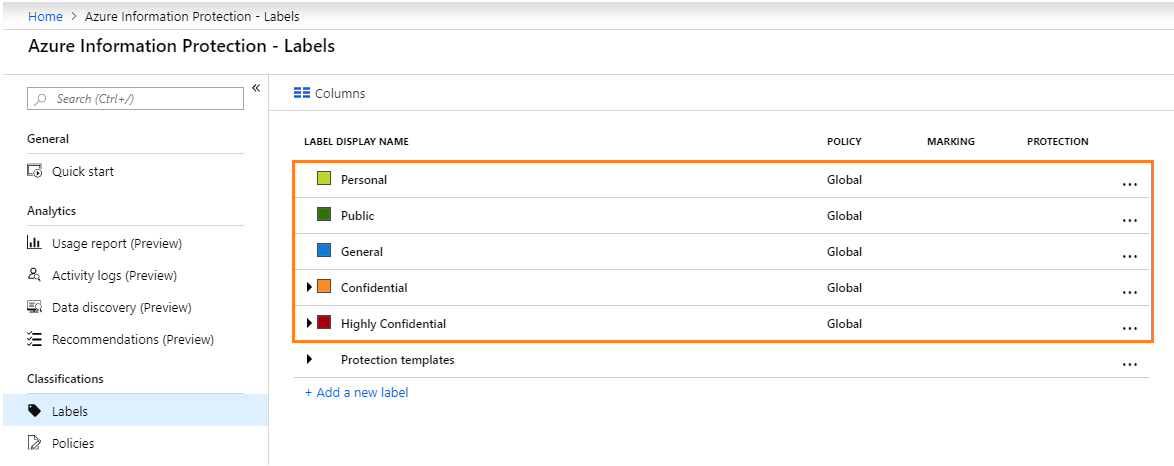 Home > Azure Information Protection - Labels
Azure Information Protection - Labels
Search (Ctrl+/)
«
General
Quick start
Analytics
Usage report (Preview)
Activity logs (Preview)
Data discovery (Preview)
Recommendations (Preview)
Classifications
Labels
Policies
Columns
LABEL DISPLAY NAME POLICY MARKING PROTECTION
Personal Global ...
Public Global ...
General Global ...
Confidential Global ...
Highly Confidential Global ...
Protection templates ...
+ Add a new label